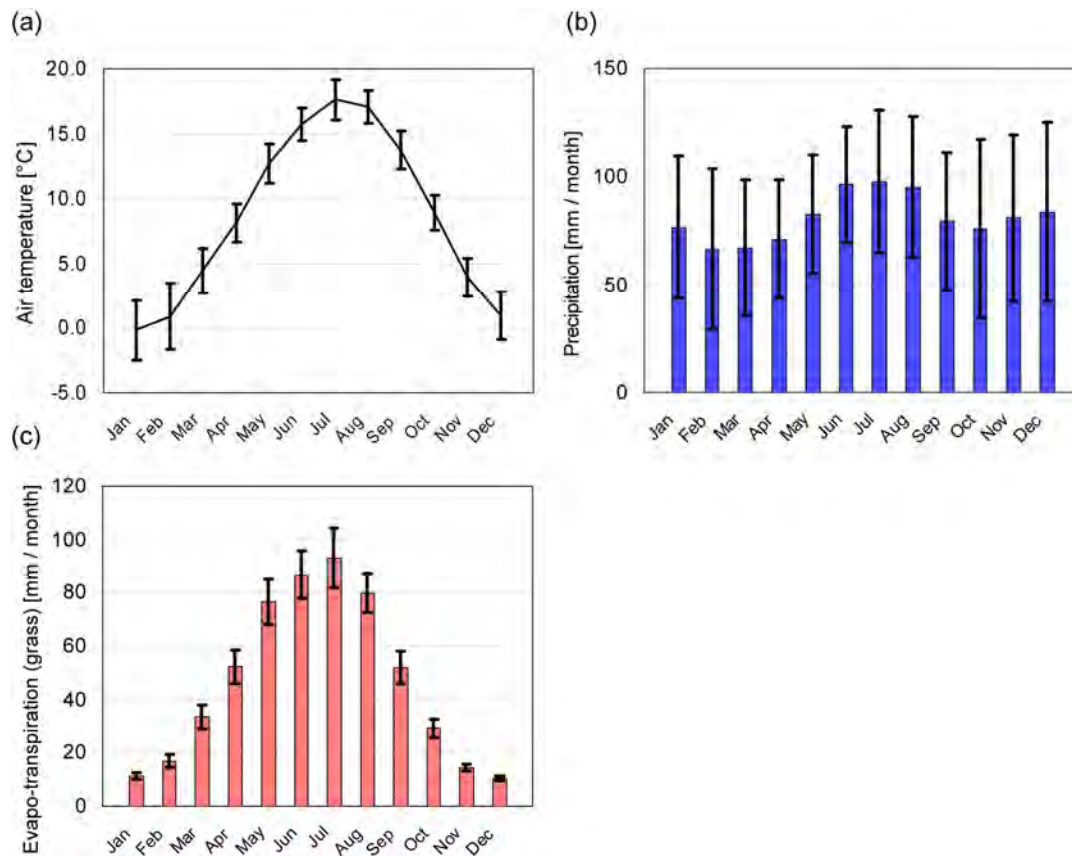 (a)
Air temperature [°C]
20.0
15.0
10.0
5.0
0.0
-5.0
Jan Feb Mar Apr May Jun Jul Aug Sep Oct Nov Dec
(b)
Precipitation [mm / month]
150
100
50
0
Jan Feb Mar Apr May Jun Jul Aug Sep Oct Nov Dec
(c)
Evapo-transpiration (grass) [mm / month]
120
100
80
60
40
20
0
Jan Feb Mar Apr May Jun Jul Aug Sep Oct Nov Dec